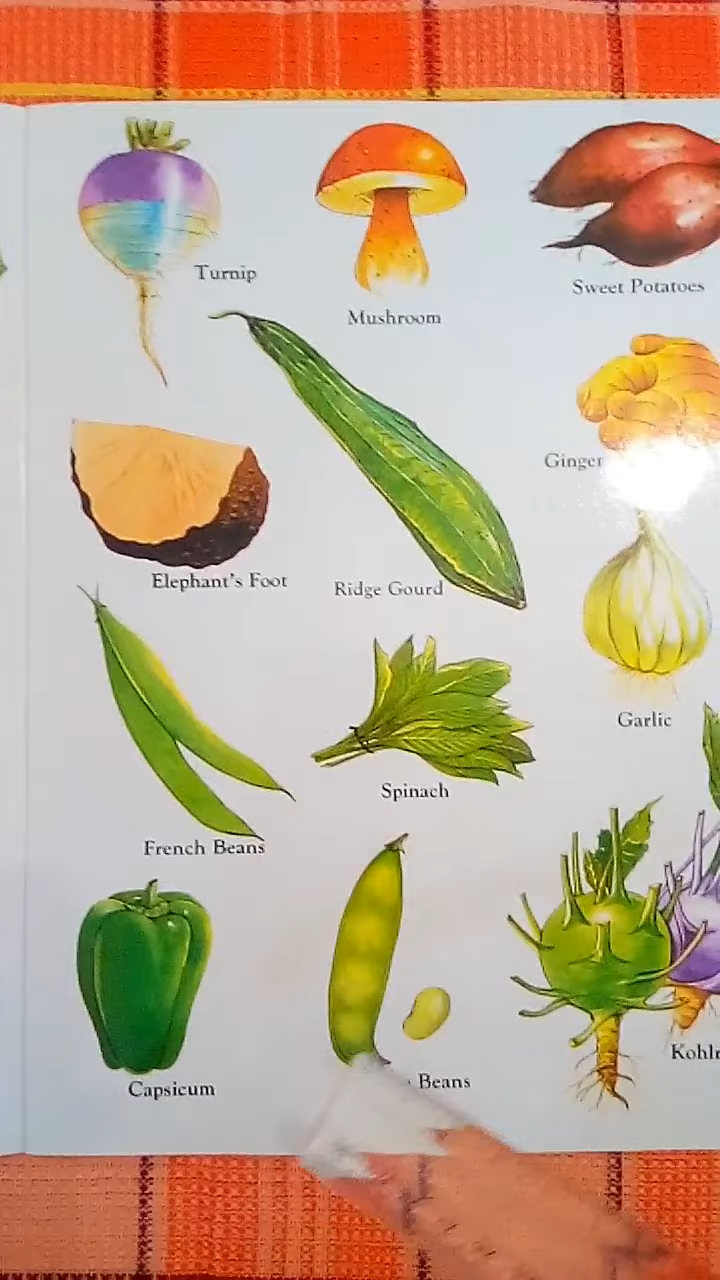 Turnip
Mushroom
Sweet Potatoes
Ginger
Elephant's Foot
Ridge Gourd
Garlic
Spinach
French Beans
Capsicum
Beans